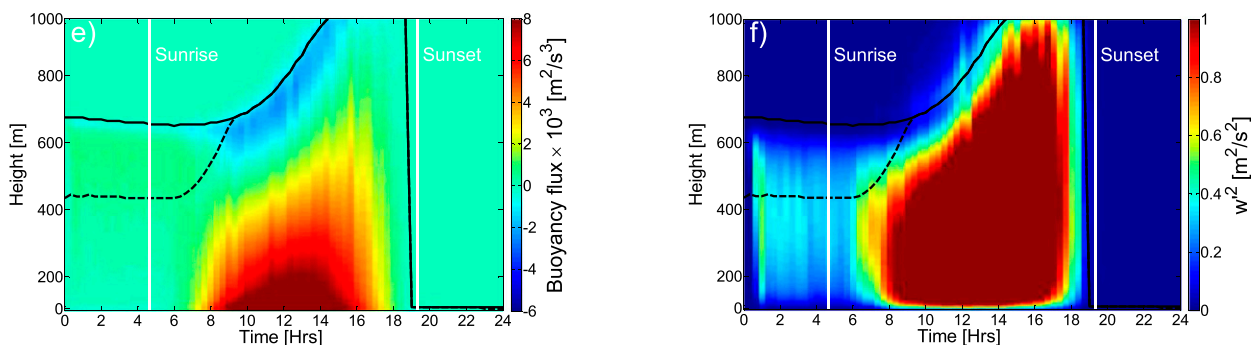 e)
Sunrise
Sunset
1000
800
600
400
200
0
Height [m]
0 2 4 6 8 10 12 14 16 18 20 22 24
Time [Hrs]
8
6
4
2
0
-2
-4
-6
Buoyancy flux × 10³ [m²/s³]
f)
Sunrise
Sunset
1000
800
600
400
200
0
Height [m]
0 2 4 6 8 10 12 14 16 18 20 22 24
Time [Hrs]
1
0.8
0.6
0.4
0.2
0
w'² [m²/s²]